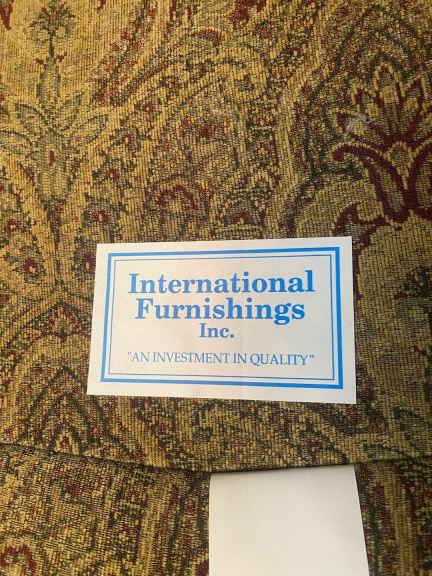 International
Furnishings
Inc.
"AN INVESTMENT IN QUALITY"